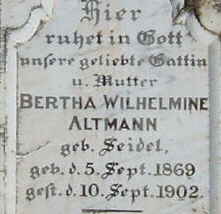 Hier
ruhet in Gott
unsere geliebte Gattin
u. Mutter
BERTHA WILHELMINE
ALTMANN
geb. Seidel,
geb. d. 5. Sept. 1869
gest. d. 10. Sept. 1902.